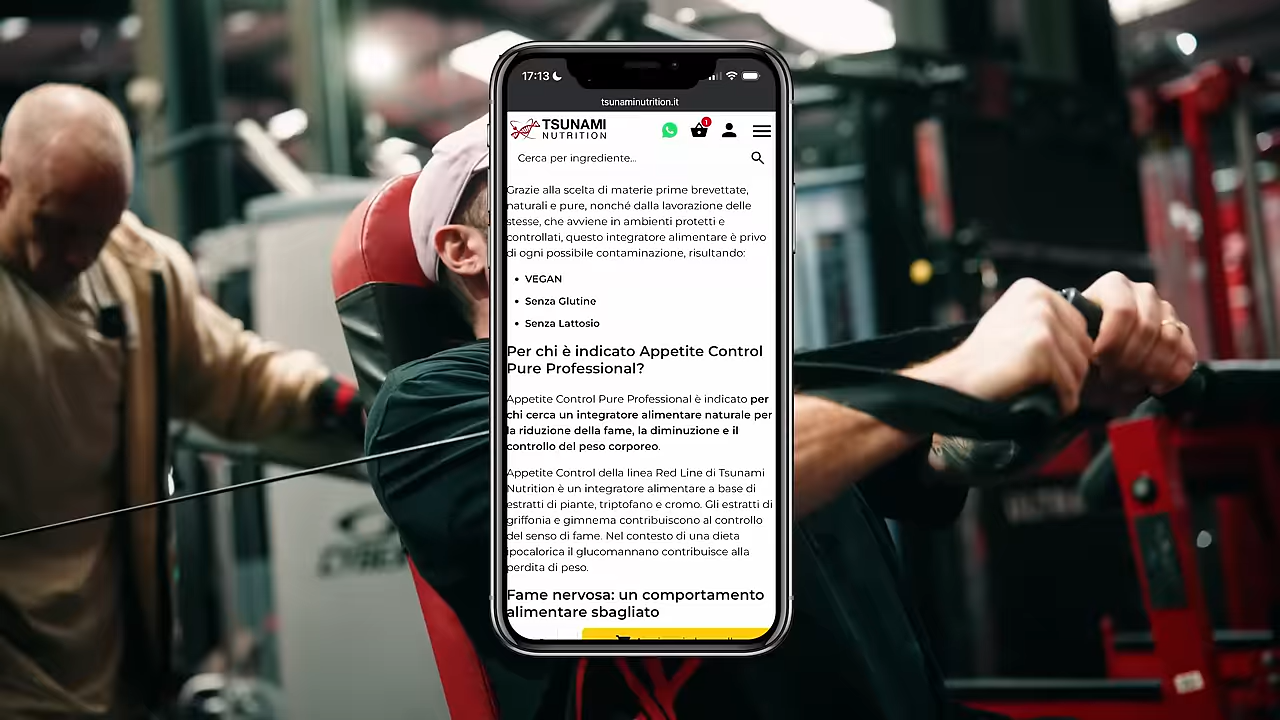 17:13
tsunaminutrition.it
TSUNAMI
NUTRITION
1
Cerca per ingrediente...
Grazie alla scelta di materie prime brevettate,
naturali e pure, nonché dalla lavorazione delle
stesse, che avviene in ambienti protetti e
controllati, questo integratore alimentare è privo
di ogni possibile contaminazione, risultando:
• VEGAN
• Senza Glutine
• Senza Lattosio
Per chi è indicato Appetite Control
Pure Professional?
Appetite Control Pure Professional è indicato per
chi cerca un integratore alimentare naturale per
la riduzione della fame, la diminuzione e il
controllo del peso corporeo.
Appetite Control della linea Red Line di Tsunami
Nutrition è un integratore alimentare a base di
estratti di piante, triptofano e cromo. Gli estratti di
griffonia e gimnema contribuiscono al controllo
del senso di fame. Nel contesto di una dieta
ipocalorica il glucomannano contribuisce alla
perdita di peso.
Fame nervosa: un comportamento
alimentare sbagliato